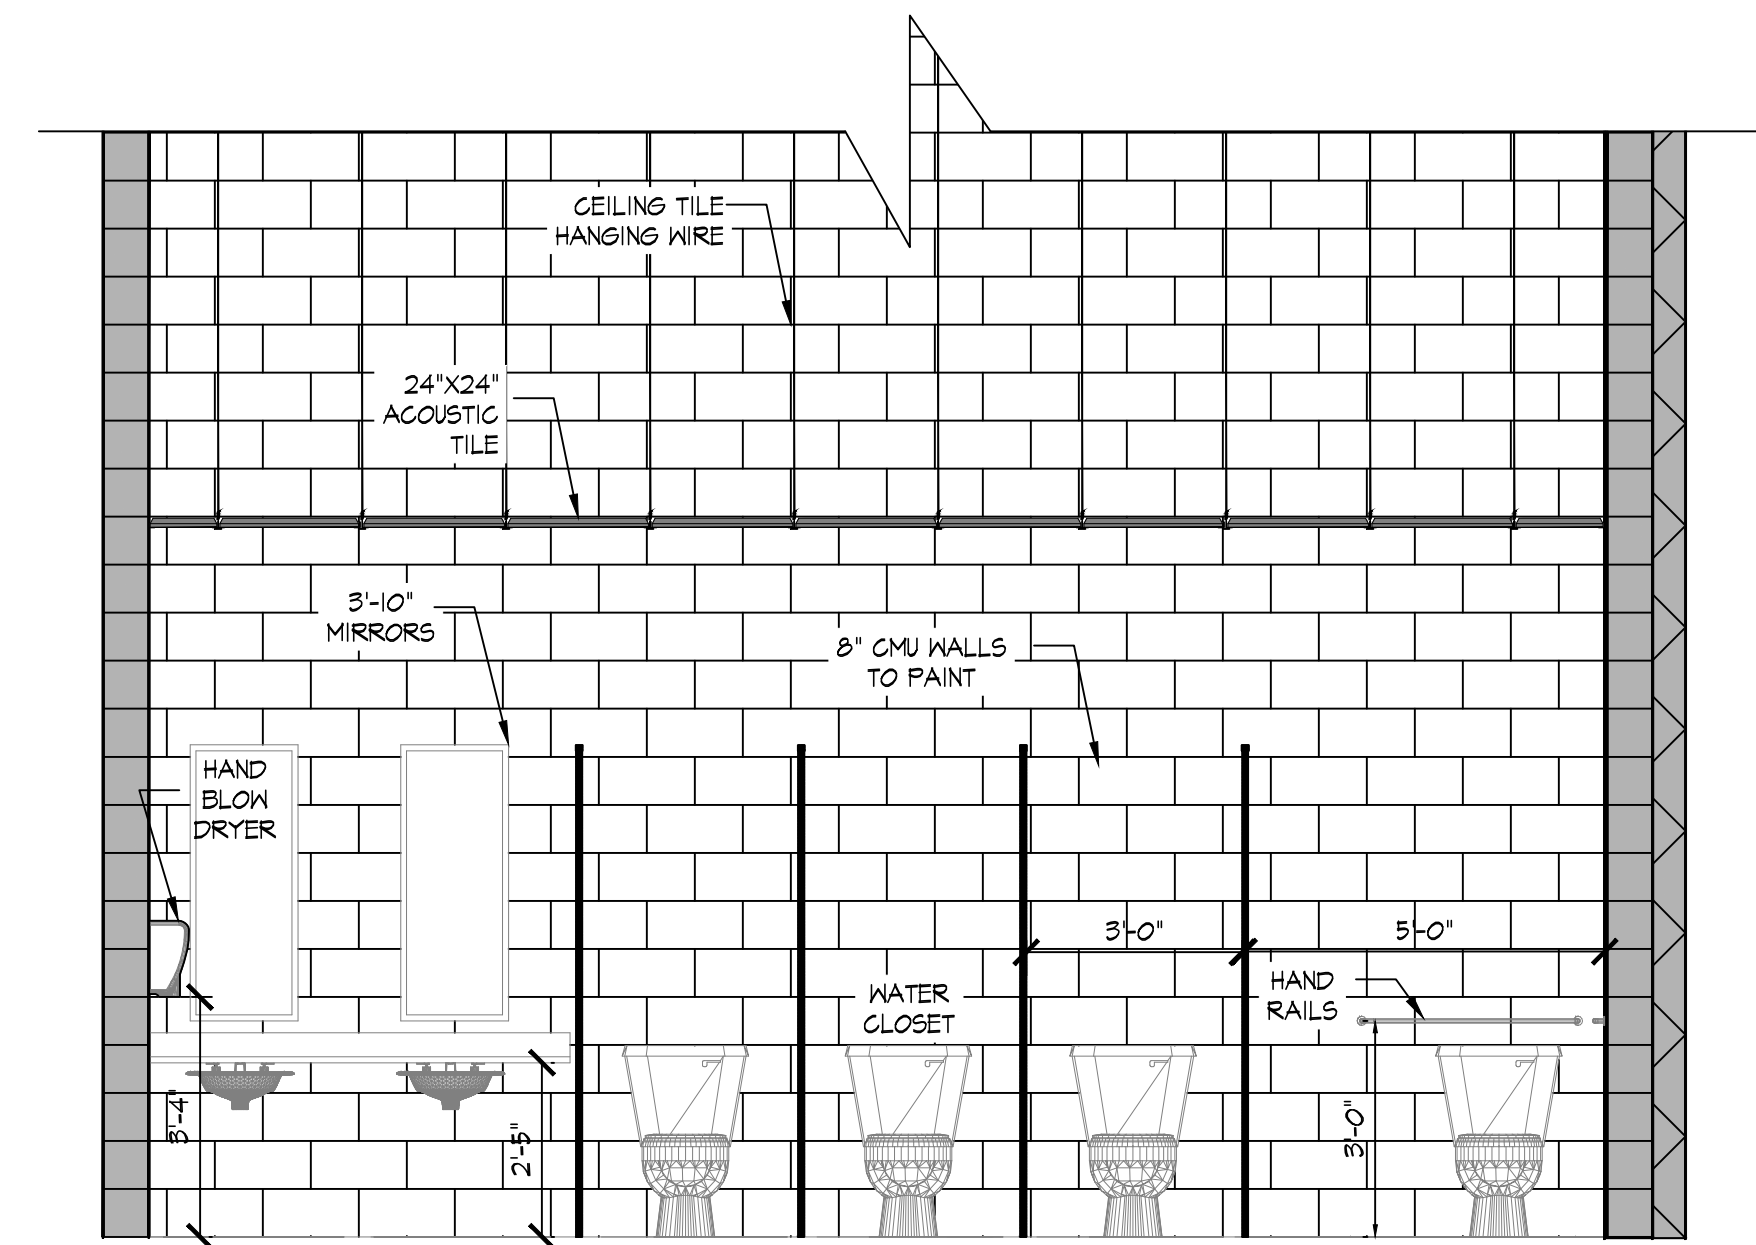 CEILING TILE
HANGING WIRE
24"X24"
ACOUSTIC
TILE
3'-10"
MIRRORS
8" CMU WALLS
TO PAINT
HAND
BLOW
DRYER
3'-0"
5'-0"
WATER
CLOSET
HAND
RAILS
3'-4"
2'-5"
3'-0"